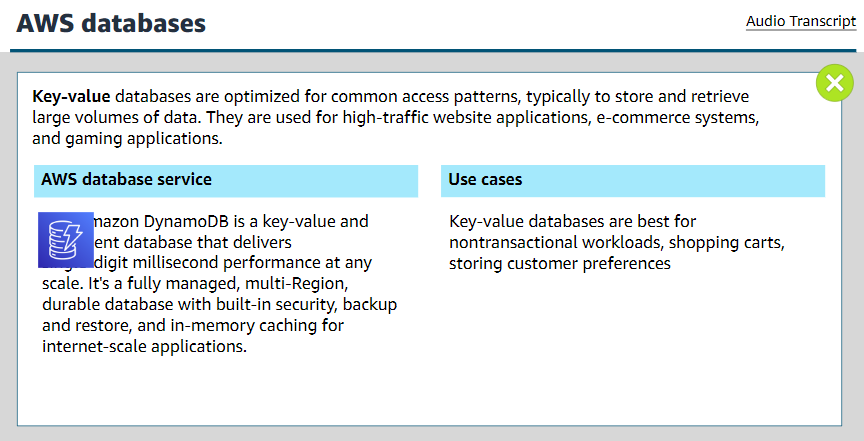 AWS databases
Audio Transcript
Key-value databases are optimized for common access patterns, typically to store and retrieve
large volumes of data. They are used for high-traffic website applications, e-commerce systems,
and gaming applications.
AWS database service
mazon DynamoDB is a key-value and
ent database that delivers
digit millisecond performance at any
scale. It's a fully managed, multi-Region,
durable database with built-in security, backup
and restore, and in-memory caching for
internet-scale applications.
Use cases
Key-value databases are best for
nontransactional workloads, shopping carts,
storing customer preferences